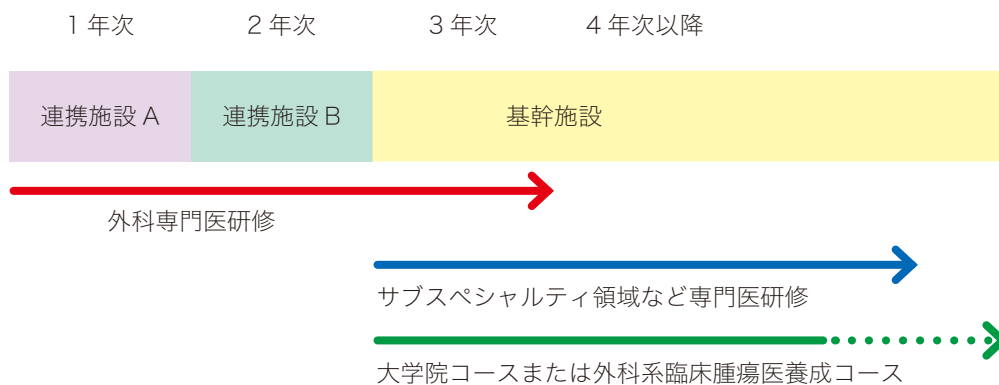 1年次 2年次 3年次 4年次以降
連携施設A 連携施設B 基幹施設
外科専門医研修
サブスペシャルティ領域など専門医研修
大学院コースまたは外科系臨床腫瘍医養成コース